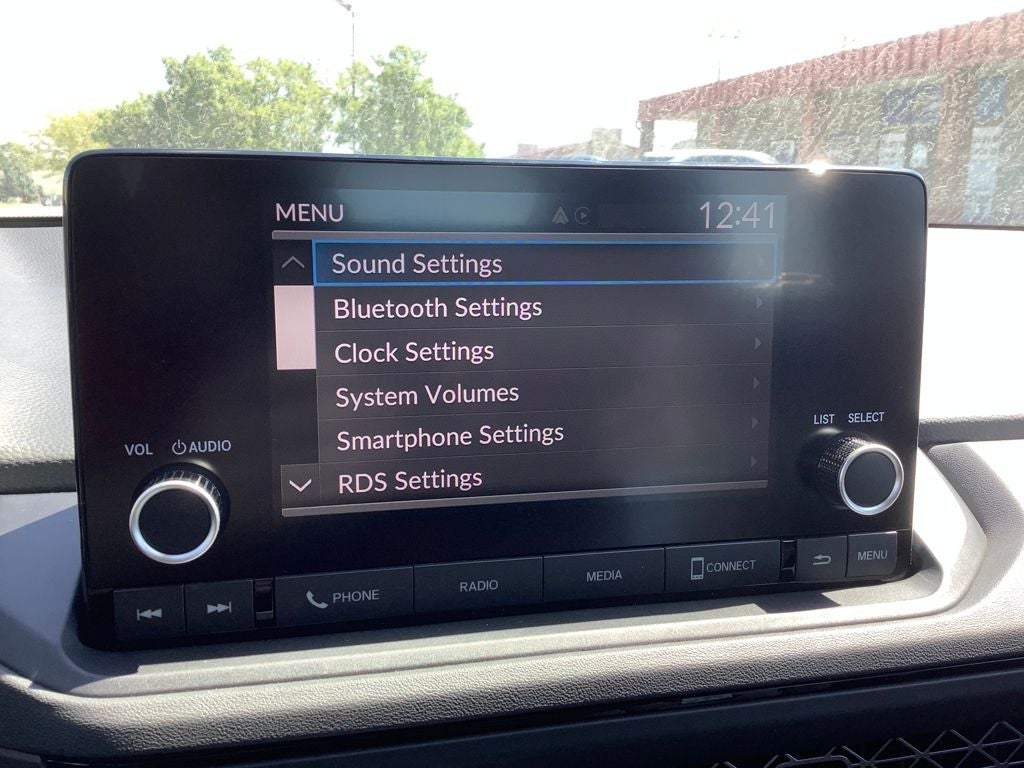 MENU 12:41
Sound Settings
Bluetooth Settings
Clock Settings
System Volumes
Smartphone Settings
RDS Settings
VOL AUDIO
LIST SELECT
PHONE RADIO MEDIA CONNECT MENU